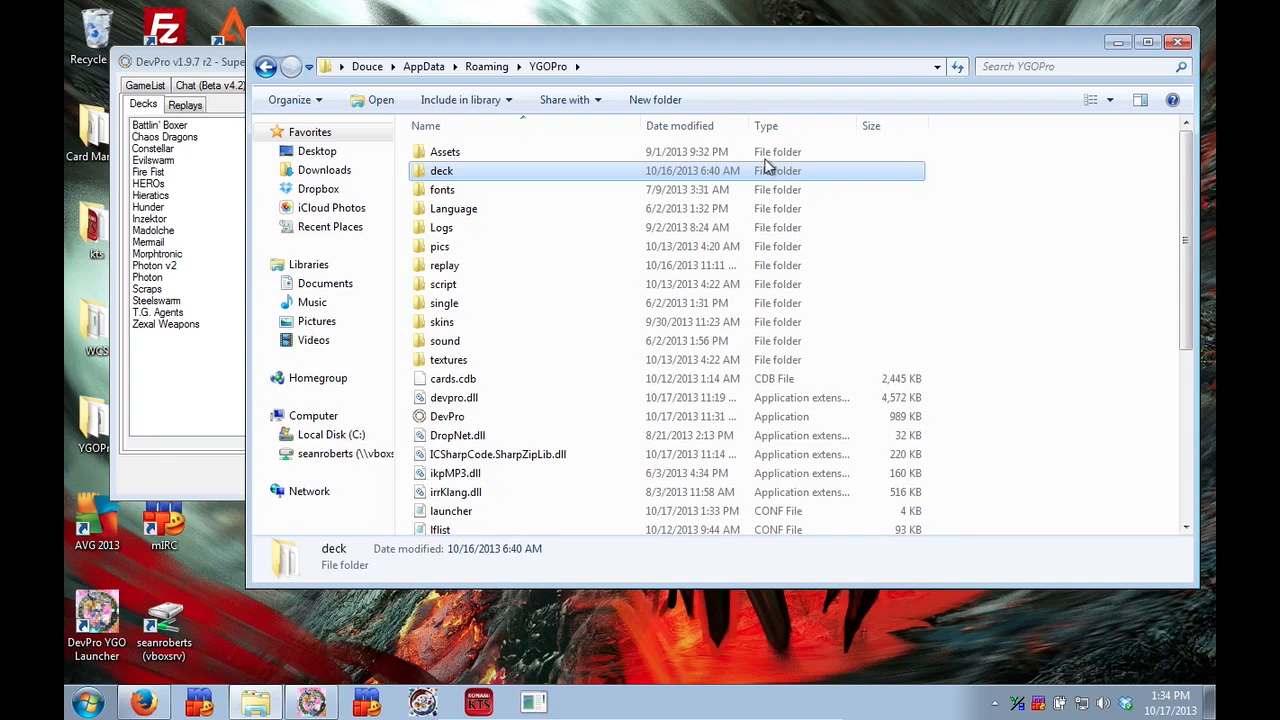 Recycle
Card Mar
kts
WCS
YGOPr
AVG 2013
mIRC
DevPro YGO
Launcher
seanroberts
(vboxsrv)
DevPro v1.9.7 r2 - Supe
GameList
Chat (Beta v4.2)
Decks
Replays
Battlin' Boxer
Chaos Dragons
Constellar
Evilswarm
Fire Fist
HEROs
Hieratics
Hunder
Inzektor
Madolche
Mermail
Morphtronic
Photon v2
Photon
Scraps
Steelswarm
T.G. Agents
Zexal Weapons
Douce
AppData
Roaming
YGOPro
Search YGOPro
Organize
Open
Include in library
Share with
New folder
Favorites
Desktop
Downloads
Dropbox
iCloud Photos
Recent Places
Libraries
Documents
Music
Pictures
Videos
Homegroup
Computer
Local Disk (C:)
seanroberts (\\vboxs
Network
Name Date modified Type Size
Assets 9/1/2013 9:32 PM File folder
deck 10/16/2013 6:40 AM File folder
fonts 7/9/2013 3:31 AM File folder
Language 6/2/2013 1:32 PM File folder
Logs 9/2/2013 8:24 AM File folder
pics 10/13/2013 4:20 AM File folder
replay 10/16/2013 11:11 ... File folder
script 10/13/2013 4:22 AM File folder
single 6/2/2013 1:31 PM File folder
skins 9/30/2013 11:23 AM File folder
sound 6/2/2013 1:56 PM File folder
textures 10/13/2013 4:22 AM File folder
cards.cdb 10/12/2013 1:14 AM CDB File 2,445 KB
devpro.dll 10/17/2013 11:19 ... Application extens... 4,572 KB
DevPro 10/17/2013 11:31 ... Application 989 KB
DropNet.dll 8/21/2013 2:13 PM Application extens... 32 KB
ICSharpCode.SharpZipLib.dll 10/17/2013 11:14 ... Application extens... 220 KB
ikpMP3.dll 6/3/2013 4:34 PM Application extens... 160 KB
irrKlang.dll 8/3/2013 11:58 AM Application extens... 516 KB
launcher 10/17/2013 1:33 PM CONF File 4 KB
lflist 10/12/2013 9:44 AM CONF File 93 KB
deck Date modified: 10/16/2013 6:40 AM
File folder
KONAMI
KTS
1:34 PM
10/17/2013